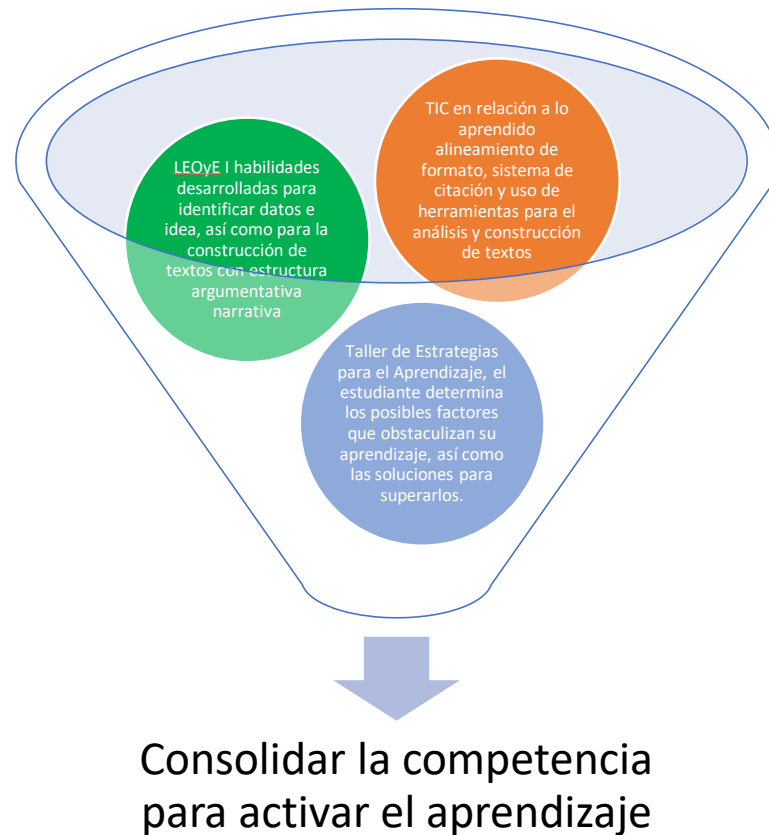 LEOyE I habilidades
desarrolladas para
identificar datos e
idea, así como para la
construcción de
textos con estructura
argumentativa
narrativa
TIC en relación a lo
aprendido
alineamiento de
formato, sistema de
citación y uso de
herramientas para el
análisis y construcción
de textos
Taller de Estrategias
para el Aprendizaje, el
estudiante determina
los posibles factores
que obstaculizan su
aprendizaje, así como
las soluciones para
superarlos.
Consolidar la competencia
para activar el aprendizaje